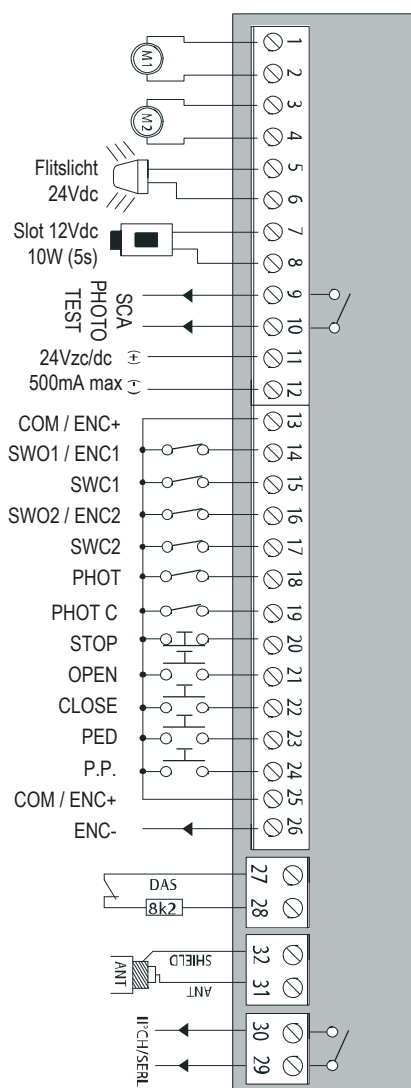 M1
1
2
M2
3
4
Flitslicht
24Vdc
5
6
Slot 12Vdc
10W (5s)
7
8
SCA
PHOTO
TEST
9
10
24Vzc/dc (+)
500mA max (-)
11
12
COM / ENC+
13
SWO1 / ENC1
14
SWC1
15
SWO2 / ENC2
16
SWC2
17
PHOT
18
PHOT C
19
STOP
20
OPEN
21
CLOSE
22
PED
23
P.P.
24
COM / ENC+
25
ENC-
26
27
DAS
8k2
28
SHIELD
32
ANT
ANT
31
II°CH/SERL
30
29